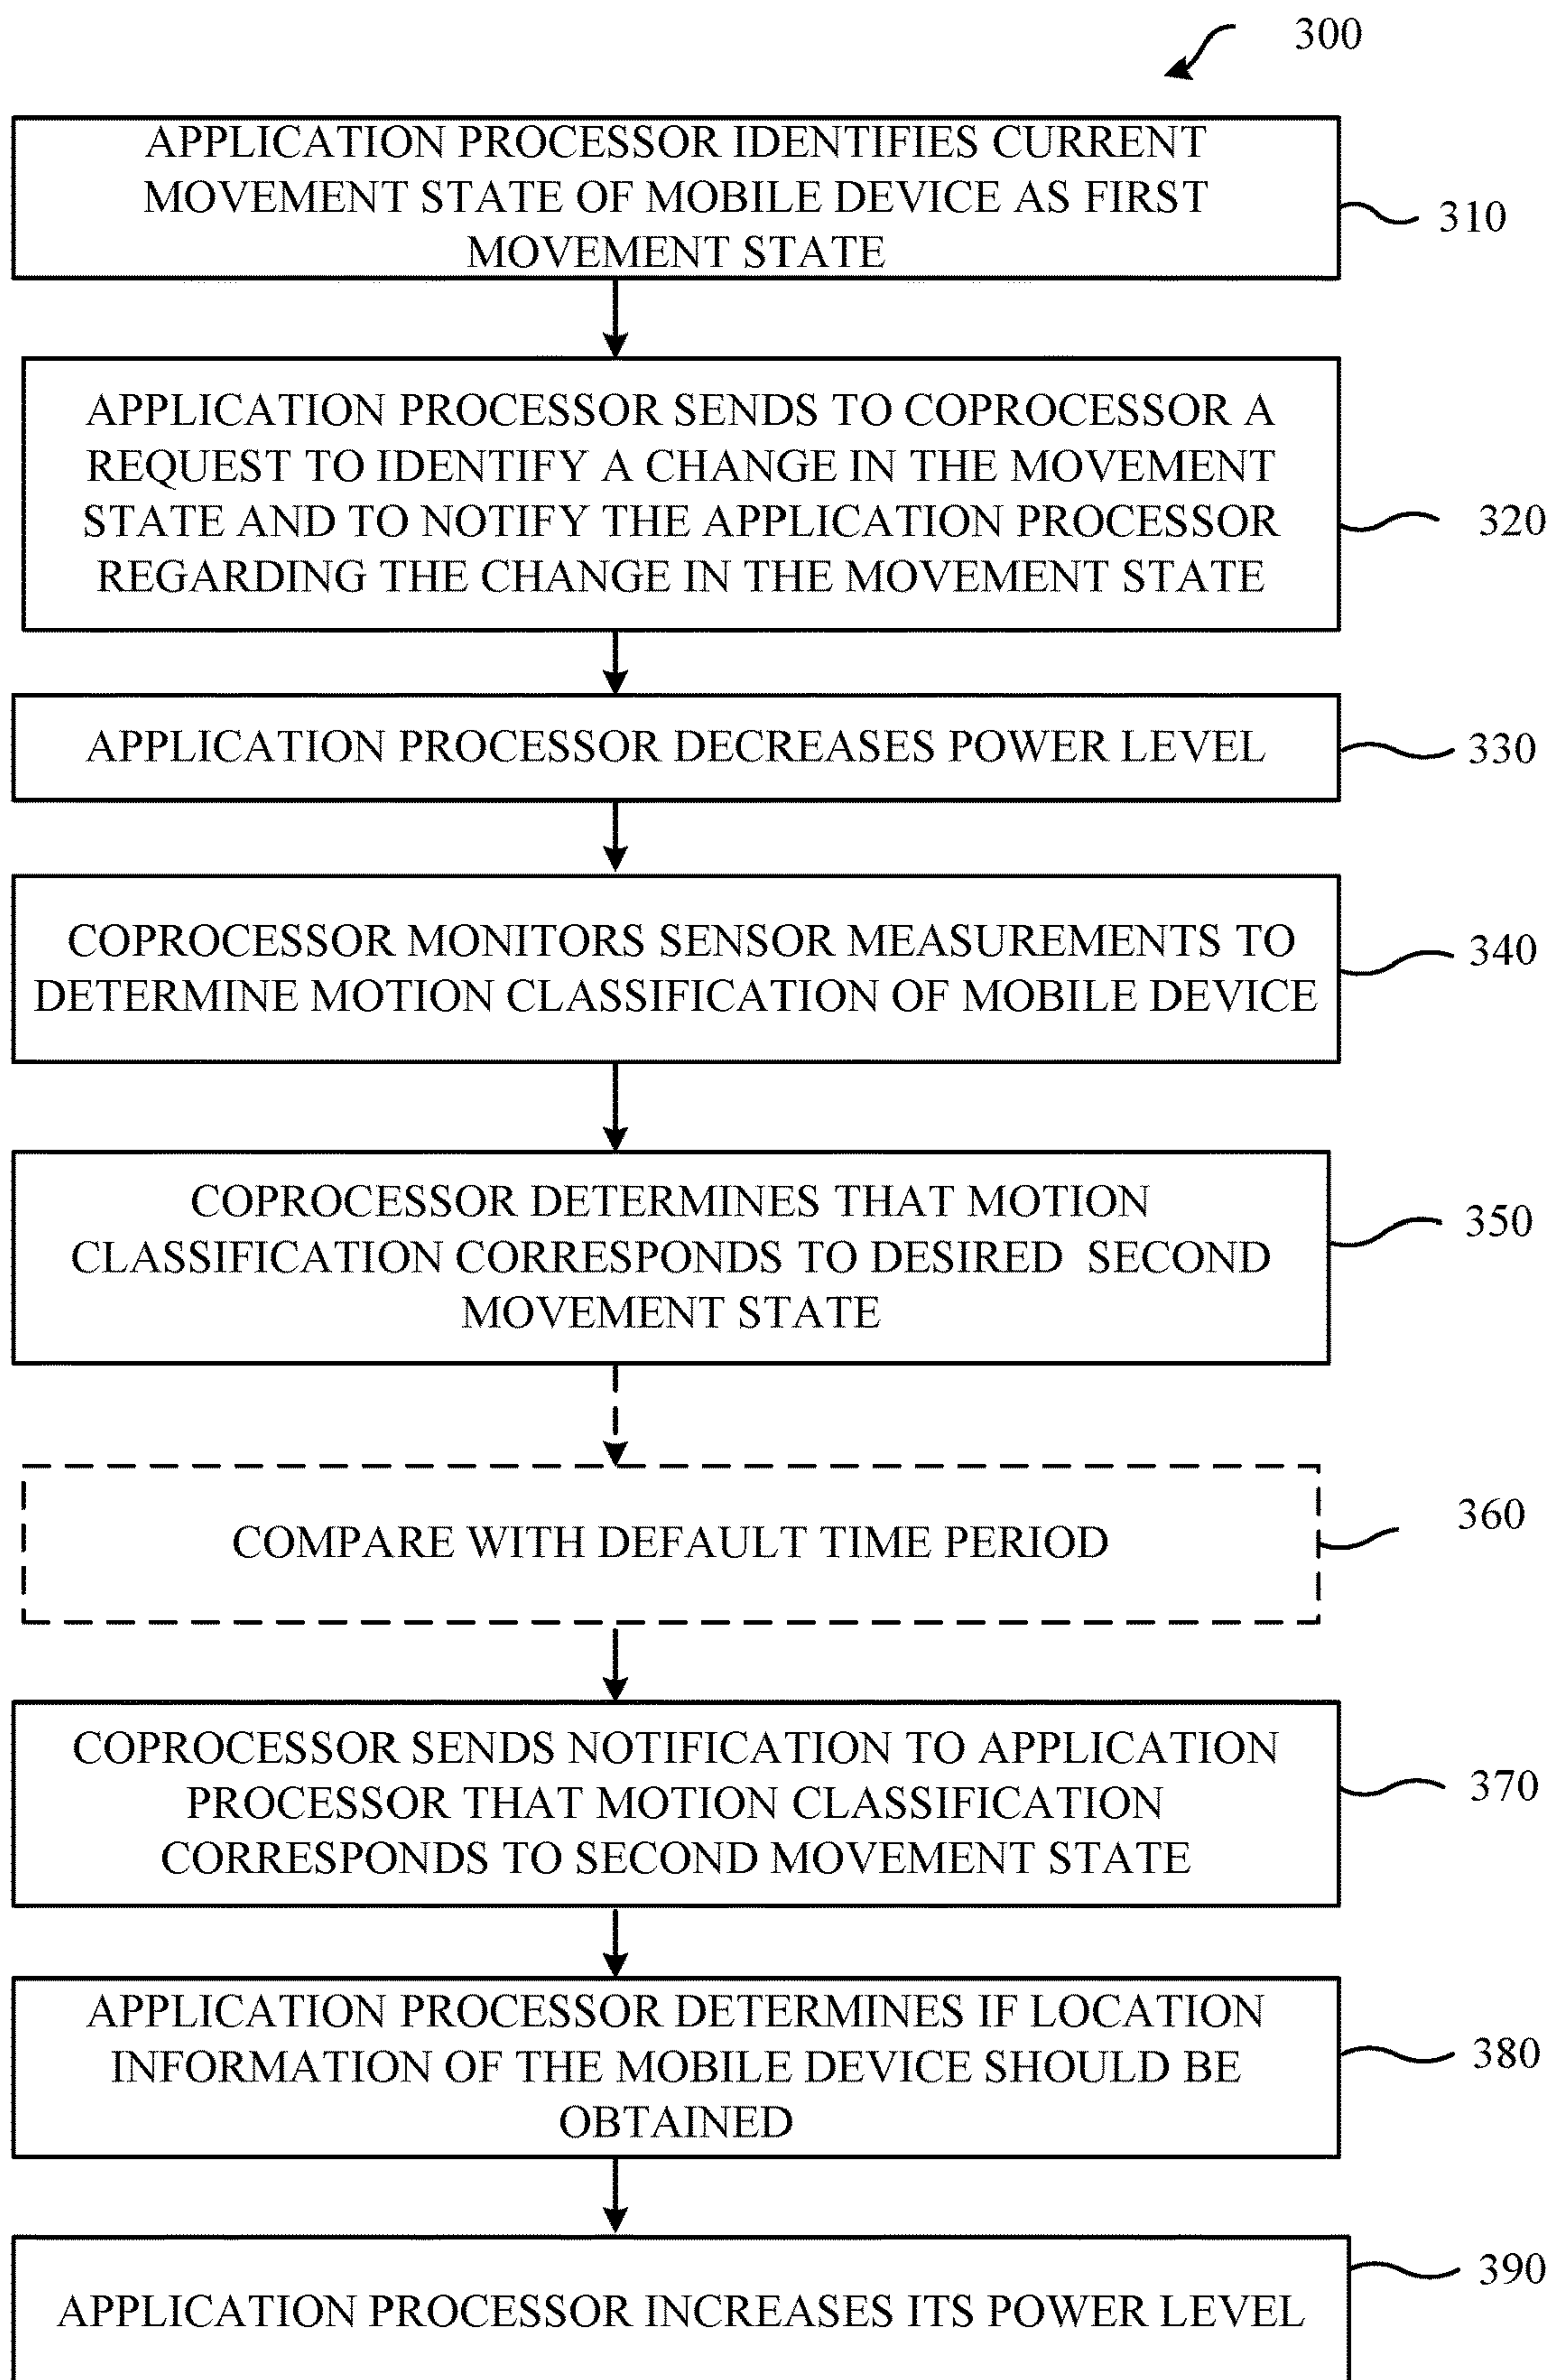 300
APPLICATION PROCESSOR IDENTIFIES CURRENT
MOVEMENT STATE OF MOBILE DEVICE AS FIRST
MOVEMENT STATE
310
APPLICATION PROCESSOR SENDS TO COPROCESSOR A
REQUEST TO IDENTIFY A CHANGE IN THE MOVEMENT
STATE AND TO NOTIFY THE APPLICATION PROCESSOR
REGARDING THE CHANGE IN THE MOVEMENT STATE
320
APPLICATION PROCESSOR DECREASES POWER LEVEL
330
COPROCESSOR MONITORS SENSOR MEASUREMENTS TO
DETERMINE MOTION CLASSIFICATION OF MOBILE DEVICE
340
COPROCESSOR DETERMINES THAT MOTION
CLASSIFICATION CORRESPONDS TO DESIRED SECOND
MOVEMENT STATE
350
COMPARE WITH DEFAULT TIME PERIOD
360
COPROCESSOR SENDS NOTIFICATION TO APPLICATION
PROCESSOR THAT MOTION CLASSIFICATION
CORRESPONDS TO SECOND MOVEMENT STATE
370
APPLICATION PROCESSOR DETERMINES IF LOCATION
INFORMATION OF THE MOBILE DEVICE SHOULD BE
OBTAINED
380
APPLICATION PROCESSOR INCREASES ITS POWER LEVEL
390